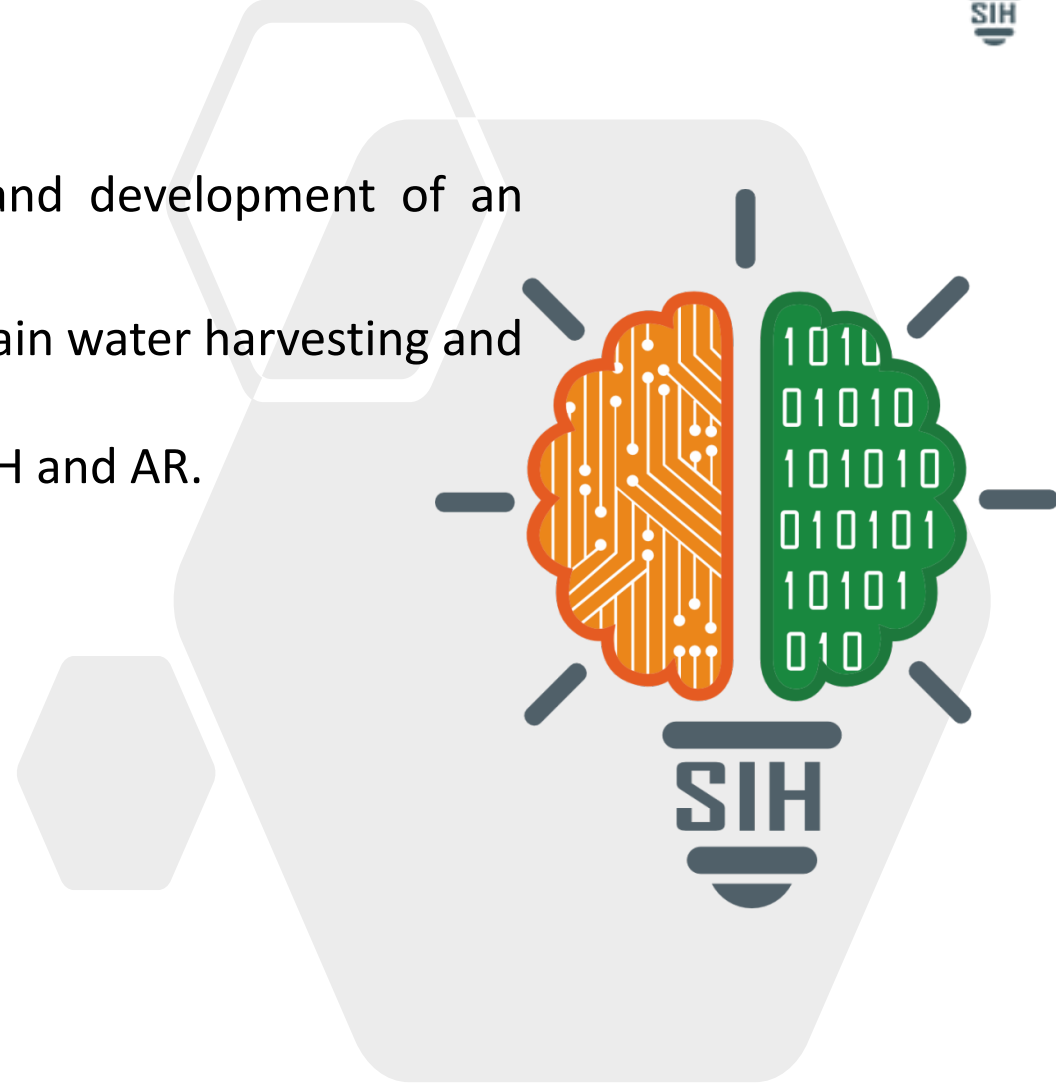 SIH
and development of an
ain water harvesting and
H and AR.
1010
01010
101010
010101
10101
010
SIH